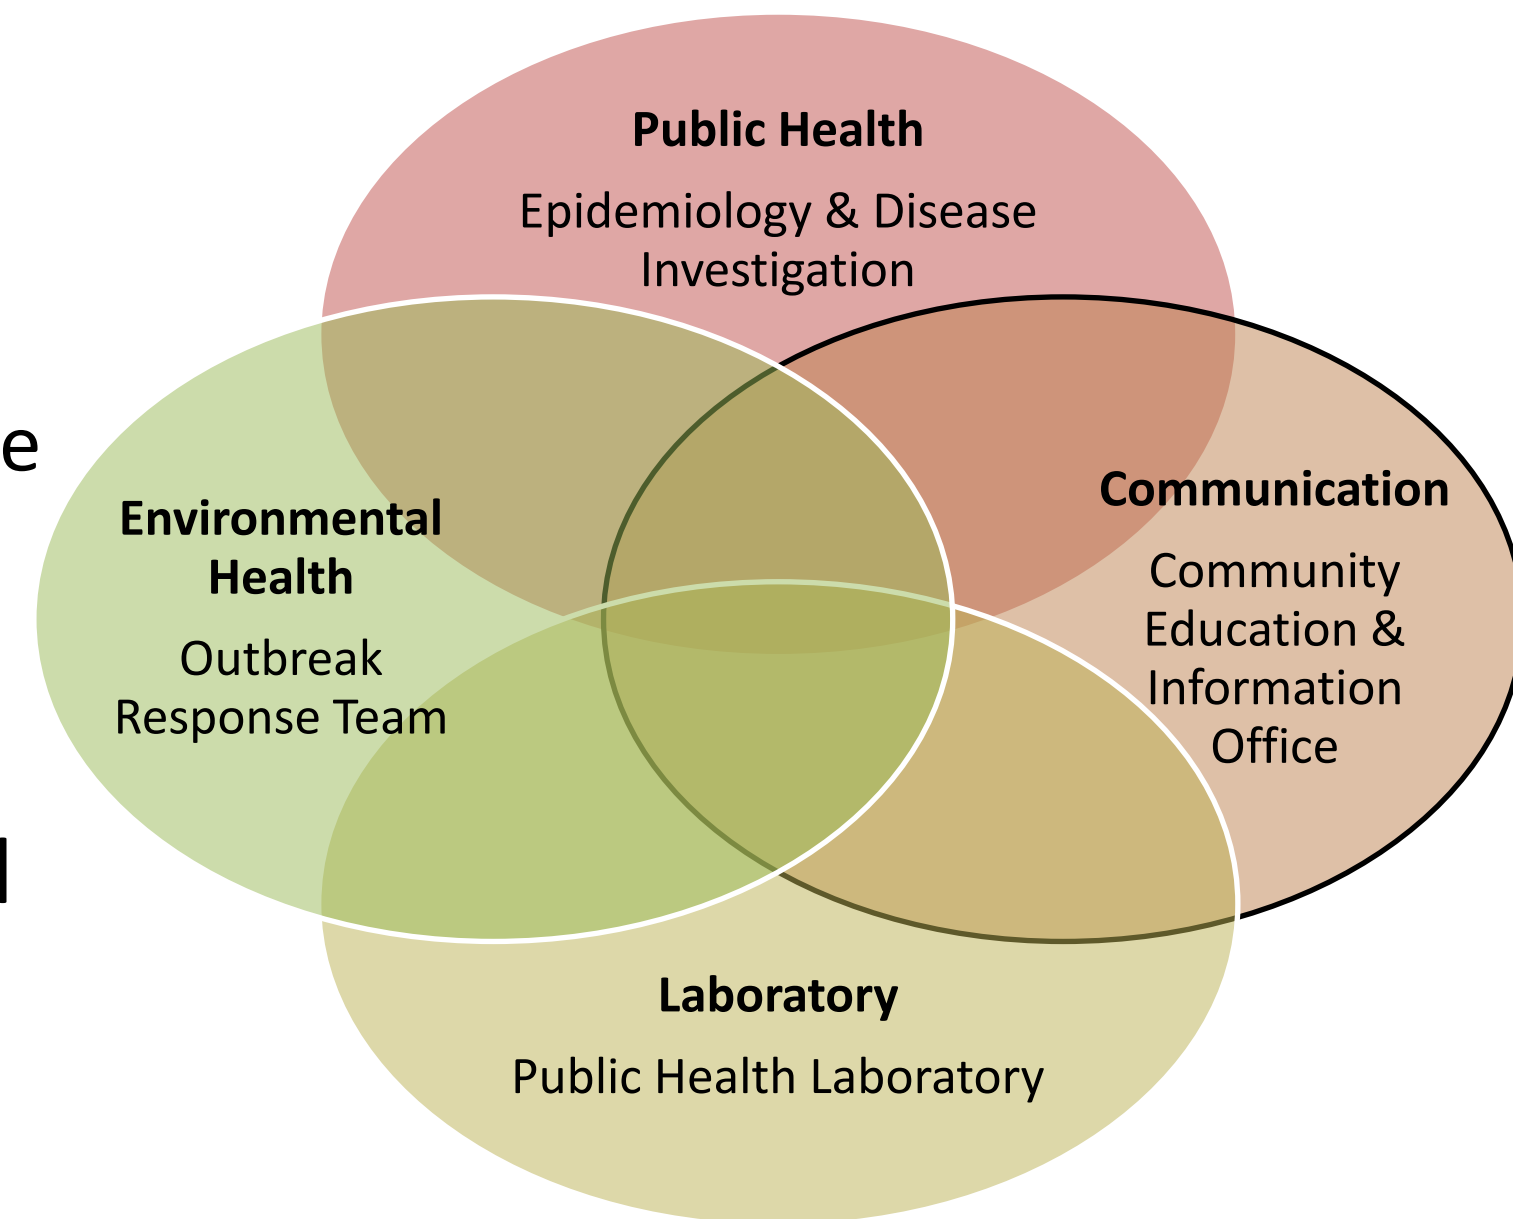 Public Health
Epidemiology & Disease
Investigation
e
Environmental
Health
Outbreak
Response Team
Communication
Community
Education &
Information
Office
Laboratory
Public Health Laboratory